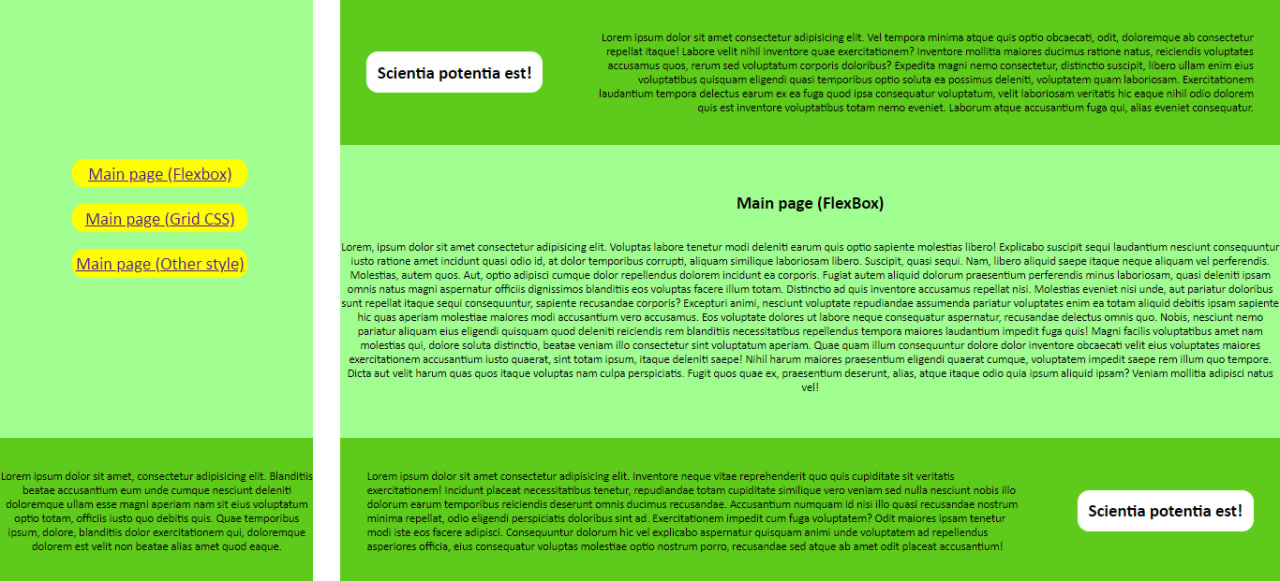 Main page (Flexbox)
Main page (Grid CSS)
Main page (Other style)
Lorem ipsum dolor sit amet, consectetur adipisicing elit. Blanditiis
beatae accusantium eum unde cumque nesciunt deleniti
doloremque ullam esse magni aperiam nam sit eius voluptatum
optio totam, officiis iusto quo debitis quis. Quae temporibus
ipsum, dolore, blanditiis dolor exercitationem qui, doloremque
dolorem est velit non beatae alias amet quod eaque.
Scientia potentia est!
Lorem ipsum dolor sit amet consectetur adipisicing elit. Vel tempora minima atque quis optio obcaecati, odit, doloremque ab consectetur
repellat itaque! Labore velit nihil inventore quae exercitationem? Inventore mollitia maiores ducimus ratione natus, reiciendis voluptates
accusamus quos, rerum sed voluptatum corporis doloribus? Expedita magni nemo consectetur, distinctio suscipit, libero ullam enim eius
voluptatibus quisquam eligendi quasi temporibus optio soluta ea possimus deleniti, voluptatem quam laboriosam. Exercitationem
laudantium tempora delectus earum ex ea fuga quod ipsa consequatur voluptatum, velit laboriosam veritatis hic eaque nihil odio dolorem
quis est inventore voluptatibus totam nemo eveniet. Laborum atque accusantium fuga qui, alias eveniet consequatur.
Main page (FlexBox)
Lorem, ipsum dolor sit amet consectetur adipisicing elit. Voluptas labore tenetur modi deleniti earum quis optio sapiente molestias libero! Explicabo suscipit sequi laudantium nesciunt consequuntur
iusto ratione amet incidunt quasi odio id, at dolor temporibus corrupti, aliquam similique laboriosam libero. Suscipit, quasi sequi. Nam, libero aliquid saepe itaque neque aliquam vel perferendis.
Molestias, autem quos. Aut, optio adipisci cumque dolor repellendus dolorem incidunt ea corporis. Fugiat autem aliquid dolorum praesentium perferendis minus laboriosam, quasi deleniti ipsam
omnis natus magni aspernatur officiis dignissimos blanditiis eos voluptas facere illum totam. Distinctio ad quis inventore accusamus repellat nisi. Molestias eveniet nisi unde, aut pariatur doloribus
sunt repellat itaque sequi consequuntur, sapiente recusandae corporis? Excepturi animi, nesciunt voluptate repudiandae assumenda pariatur voluptates enim ea totam aliquid debitis ipsam sapiente
hic quas aperiam molestiae maiores modi accusantium vero accusamus. Eos voluptate dolores ut labore neque consequatur aspernatur, recusandae delectus omnis quo. Nobis, nesciunt nemo
pariatur aliquam eius eligendi quisquam quod deleniti reiciendis rem blanditiis necessitatibus repellendus tempora maiores laudantium impedit fuga quis! Magni facilis voluptatibus amet nam
molestias qui, dolore soluta distinctio, beatae veniam illo consectetur sint voluptatum aperiam. Quae quam illum consequuntur dolore dolor inventore obcaecati velit eius voluptates maiores
exercitationem accusantium iusto quaerat, sint totam ipsum, itaque deleniti saepe! Nihil harum maiores praesentium eligendi quaerat cumque, voluptatem impedit saepe rem illum quo tempore.
Dicta aut velit harum quas quos itaque voluptas nam culpa perspiciatis. Fugit quos quae ex, praesentium deserunt, alias, atque itaque odio quia ipsum aliquid ipsam? Veniam mollitia adipisci natus
vel!
Lorem ipsum dolor sit amet consectetur adipisicing elit. Inventore neque vitae reprehenderit quo quis cupiditate sit veritatis
exercitationem! Incidunt placeat necessitatibus tenetur, repudiandae totam cupiditate similique vero veniam sed nulla nesciunt nobis illo
dolorum earum temporibus reiciendis deserunt omnis ducimus recusandae. Accusantium numquam id nisi illo quasi recusandae nostrum
minima repellat, odio eligendi perspiciatis doloribus sint ad. Exercitationem impedit cum fuga voluptatem? Odit maiores ipsam tenetur
modi iste eos facere adipisci. Consequuntur dolorum hic vel explicabo aspernatur quisquam animi unde voluptatem ad repellendus
asperiores officia, eius consequatur voluptas molestiae optio nostrum porro, recusandae sed atque ab amet odit placeat accusantium!
Scientia potentia est!